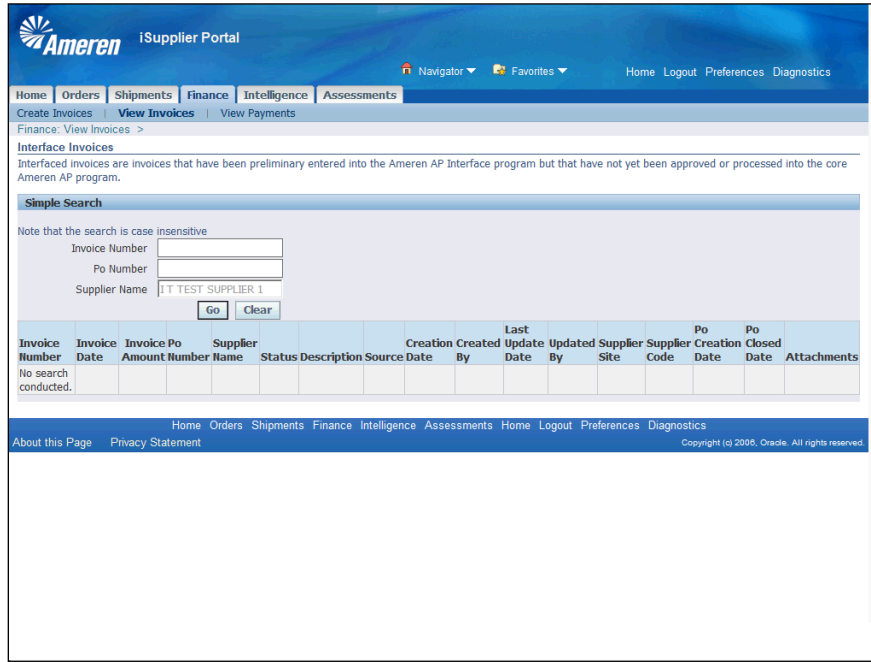 Ameren iSupplier Portal
Navigator Favorites Home Logout Preferences Diagnostics
Home Orders Shipments Finance Intelligence Assessments
Create Invoices | View Invoices | View Payments
Finance: View Invoices >
Interface Invoices
Interfaced invoices are invoices that have been preliminary entered into the Ameren AP Interface program but that have not yet been approved or processed into the core
Ameren AP program.
Simple Search
Note that the search is case insensitive
Invoice Number
Po Number
Supplier Name I T TEST SUPPLIER 1
Go Clear
Invoice Number Invoice Date Invoice Amount Po Number Supplier Name Status Description Source Creation Date Created By Last Update Date Updated By Supplier Site Supplier Code Po Creation Date Po Closed Date Attachments
No search
conducted.
Home Orders Shipments Finance Intelligence Assessments Home Logout Preferences Diagnostics
About this Page Privacy Statement Copyright (c) 2006, Oracle. All rights reserved.